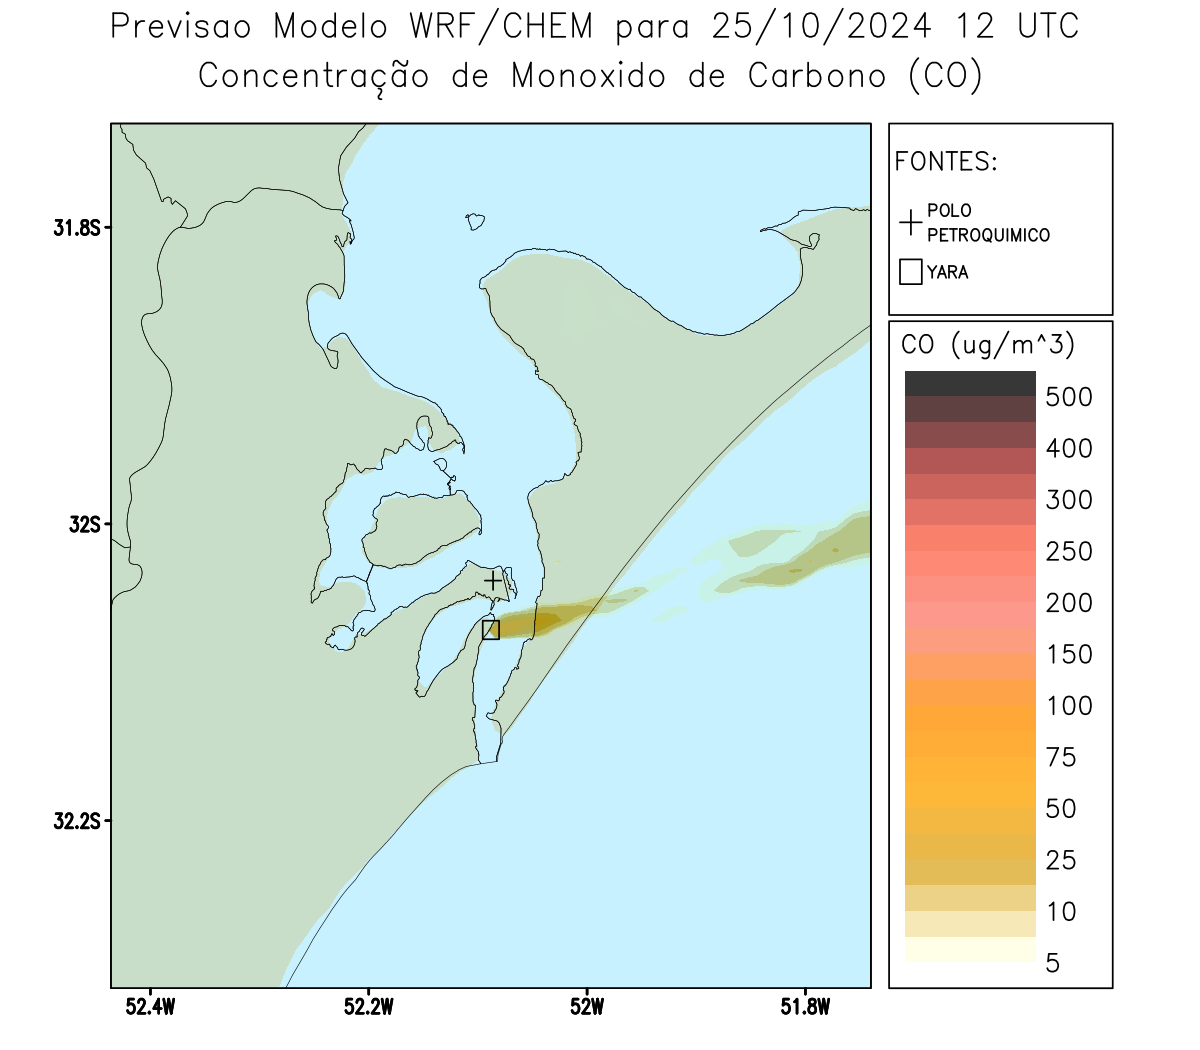 Previsao Modelo WRF/CHEM para 25/10/2024 12 UTC
Concentração de Monoxido de Carbono (CO)
FONTES:
POLO
PETROQUIMICO
YARA
CO (ug/m^3)
500
400
300
250
200
150
100
75
50
25
10
5
31.8S
32S
32.2S
52.4W
52.2W
52W
51.8W